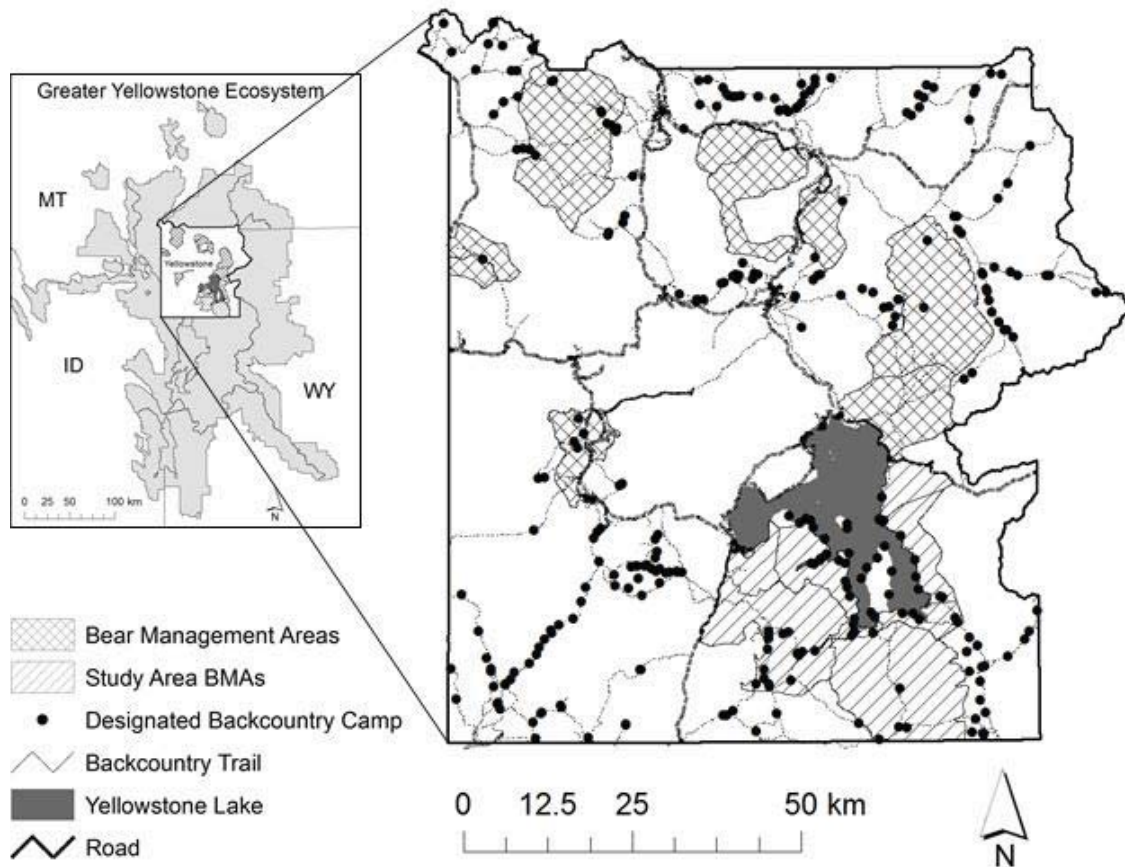 Greater Yellowstone Ecosystem
MT
Yellowstone
ID
WY
0 25 50 100 km
N
Bear Management Areas
Study Area BMAs
Designated Backcountry Camp
Backcountry Trail
Yellowstone Lake
Road
0 12.5 25 50 km
N